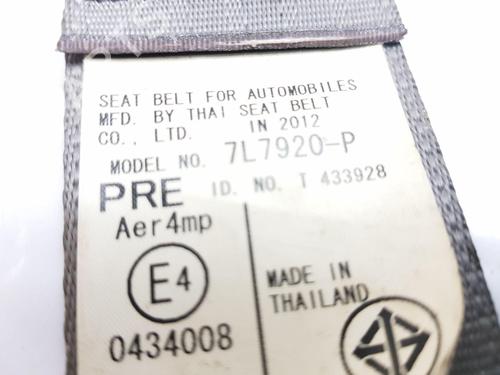 SEAT BELT FOR AUTOMOBILES
MFD. BY THAI SEAT BELT
CO., LTD. IN 2012
MODEL NO. 7L7920-P
PRE ID. NO. T 433928
Aer4mp
E4
MADE IN
THAILAND
0434008